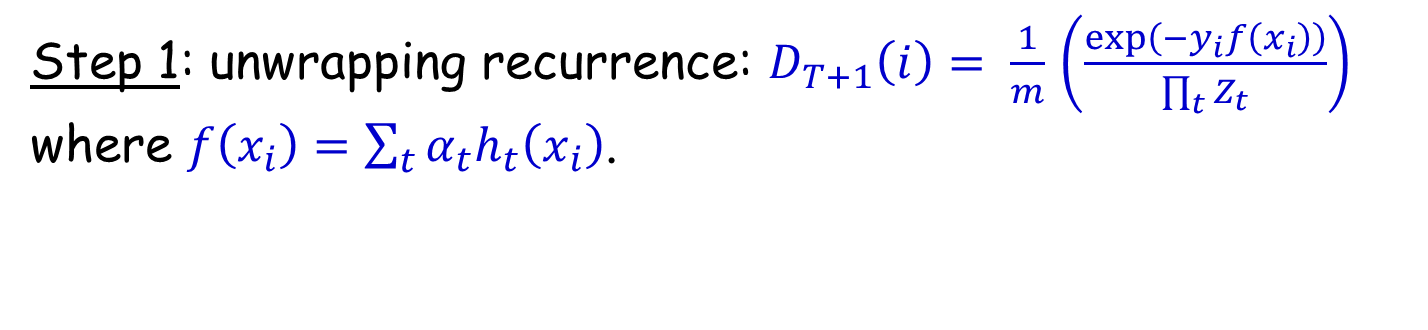 Step 1: unwrapping recurrence: $D_{T+1}(i) = \frac{1}{m} \left( \frac{\exp(-y_i f(x_i))}{\prod_t Z_t} \right)$
where $f(x_i) = \sum_t \alpha_t h_t(x_i)$.